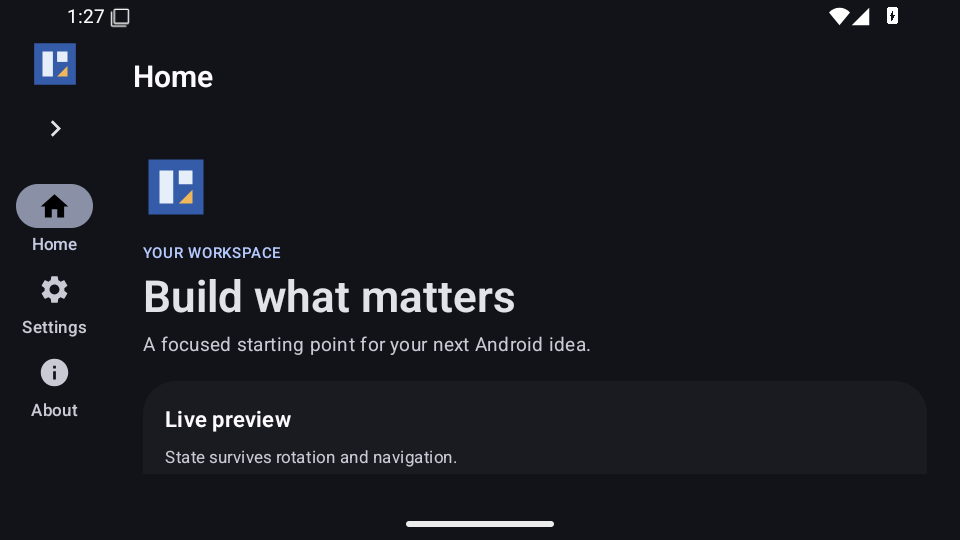 1:27
Home
Home
Settings
About
YOUR WORKSPACE
Build what matters
A focused starting point for your next Android idea.
Live preview
State survives rotation and navigation.